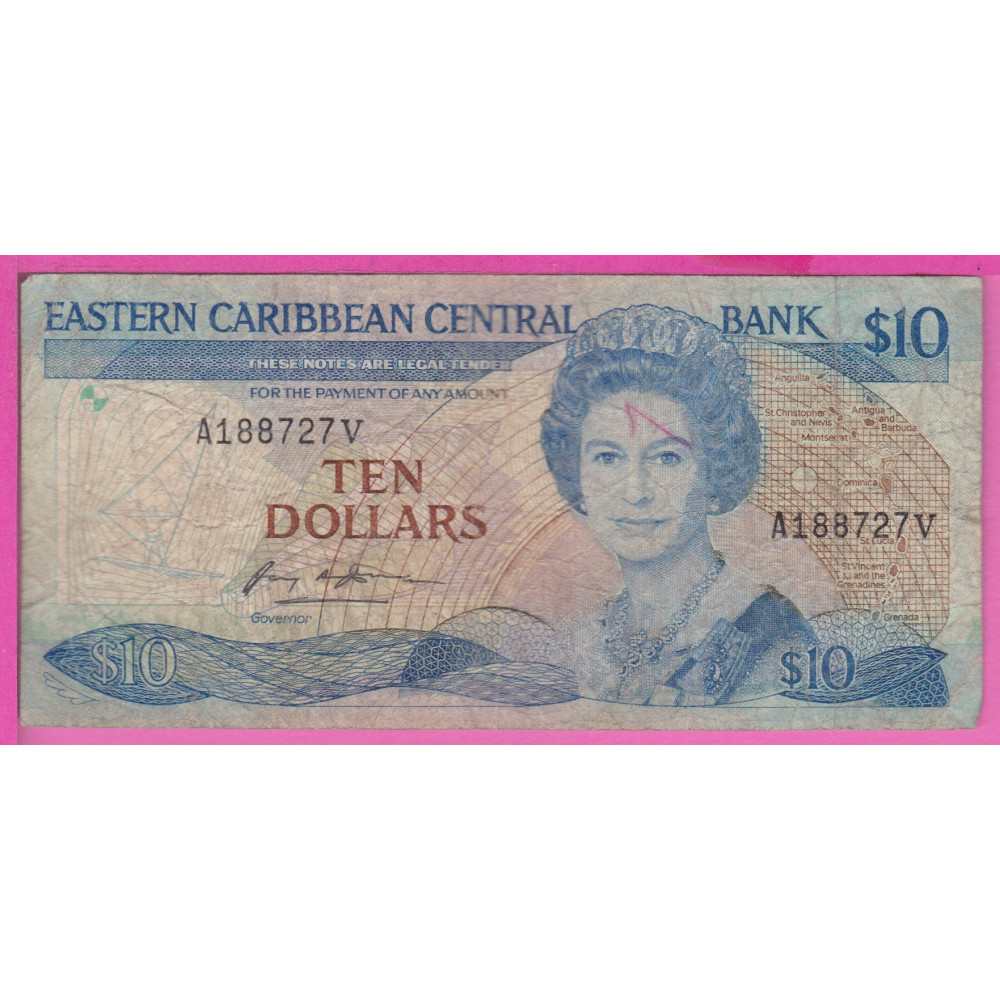 EASTERN CARIBBEAN CENTRAL BANK $10
THESE NOTES ARE LEGAL TENDER
FOR THE PAYMENT OF ANY AMOUNT
A188727V
TEN
DOLLARS
Governor
$10
Anguilla
St.Christopher
and Nevis
Antigua
and
Barbuda
Montserrat
Dominica
A188727V
St.Lucia
St.Vincent
and the
Grenadines
Grenada
$10